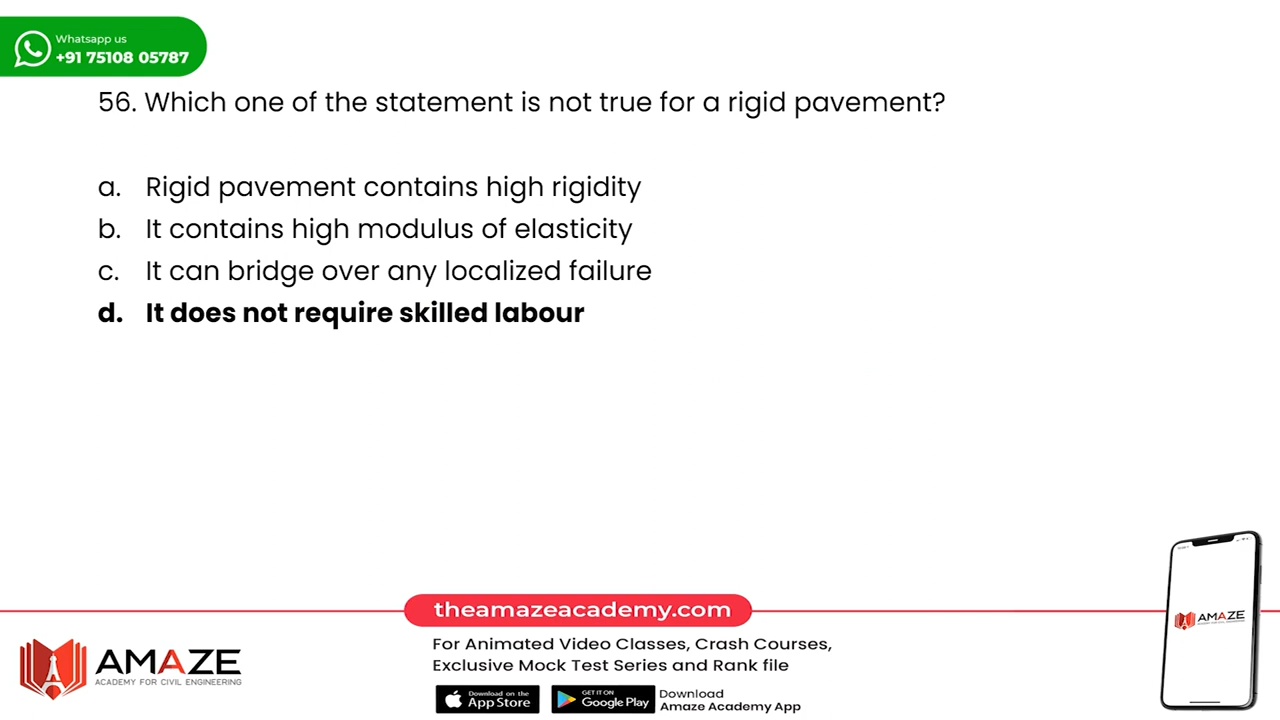 Whatsapp us
+91 75108 05787
56. Which one of the statement is not true for a rigid pavement?
a. Rigid pavement contains high rigidity
b. It contains high modulus of elasticity
c. It can bridge over any localized failure
d. It does not require skilled labour
theamazeacademy.com
AMAZE
ACADEMY FOR CIVIL ENGINEERING
For Animated Video Classes, Crash Courses,
Exclusive Mock Test Series and Rank file
Download on the
App Store
GET IT ON
Google Play
Download
Amaze Academy App
AMAZE